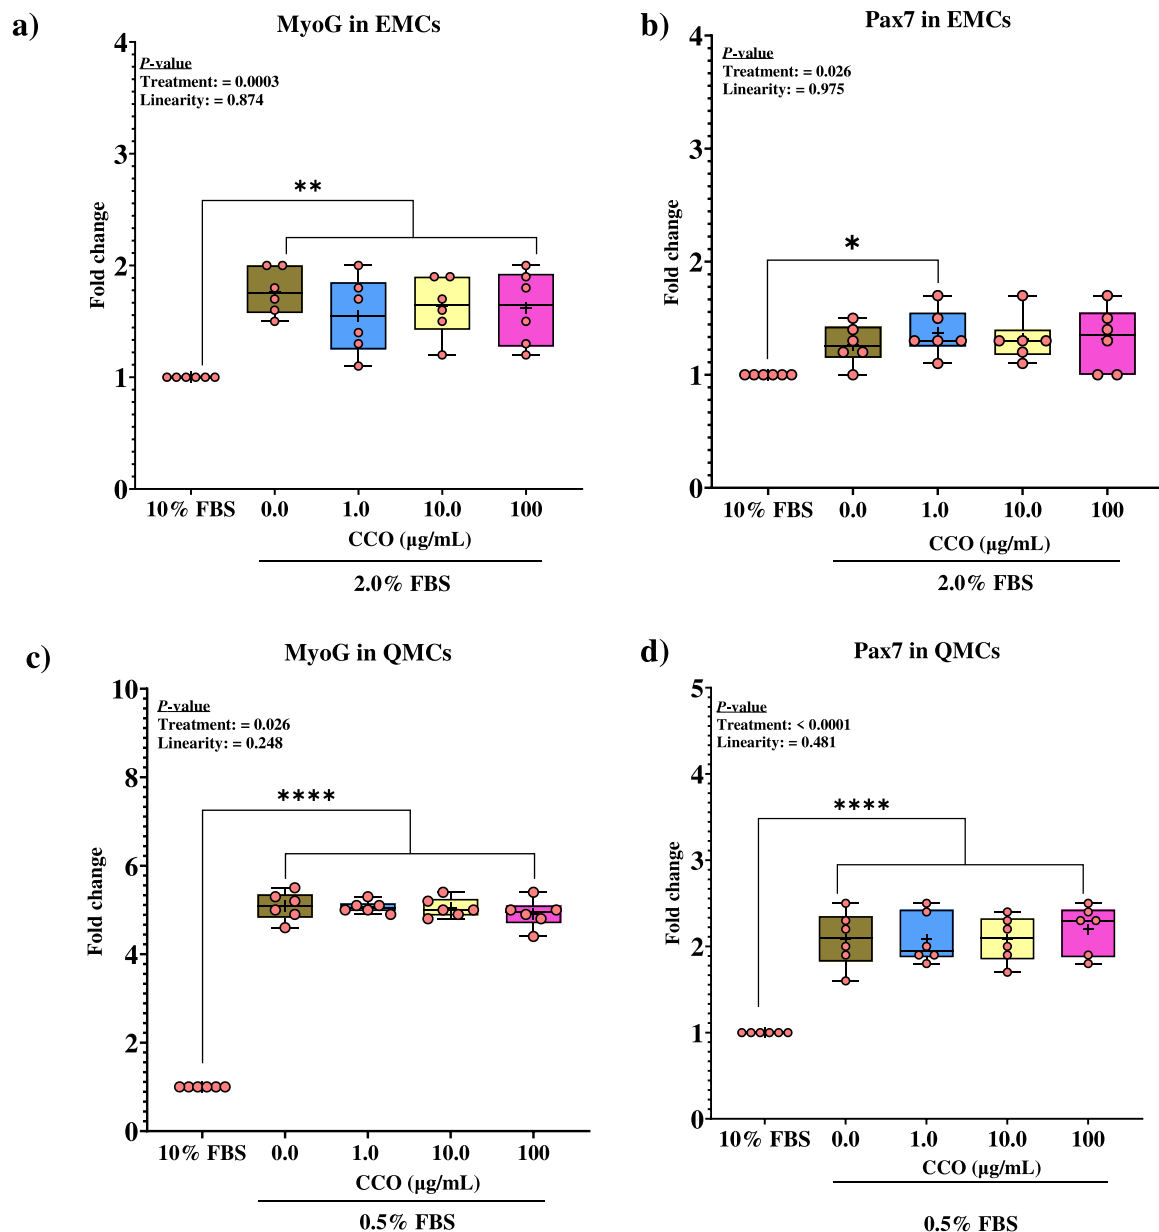 a)
MyoG in EMCs
P-value
Treatment: = 0.0003
Linearity: = 0.874
**
Fold change
4
3
2
1
0
10% FBS 0.0 1.0 10.0 100
CCO (µg/mL)
2.0% FBS
b)
Pax7 in EMCs
P-value
Treatment: = 0.026
Linearity: = 0.975
*
Fold change
4
3
2
1
0
10% FBS 0.0 1.0 10.0 100
CCO (µg/mL)
2.0% FBS
c)
MyoG in QMCs
P-value
Treatment: = 0.026
Linearity: = 0.248
****
Fold change
10
8
6
4
2
0
10% FBS 0.0 1.0 10.0 100
CCO (µg/mL)
0.5% FBS
d)
Pax7 in QMCs
P-value
Treatment: < 0.0001
Linearity: = 0.481
****
Fold change
5
4
3
2
1
0
10% FBS 0.0 1.0 10.0 100
CCO (µg/mL)
0.5% FBS